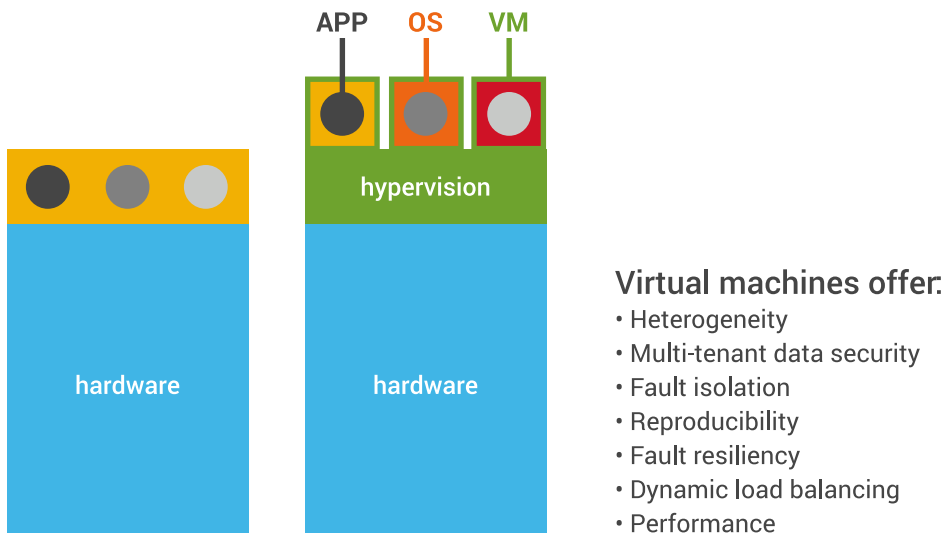 APP OS VM
hypervision
hardware
hardware
Virtual machines offer:
• Heterogeneity
• Multi-tenant data security
• Fault isolation
• Reproducibility
• Fault resiliency
• Dynamic load balancing
• Performance